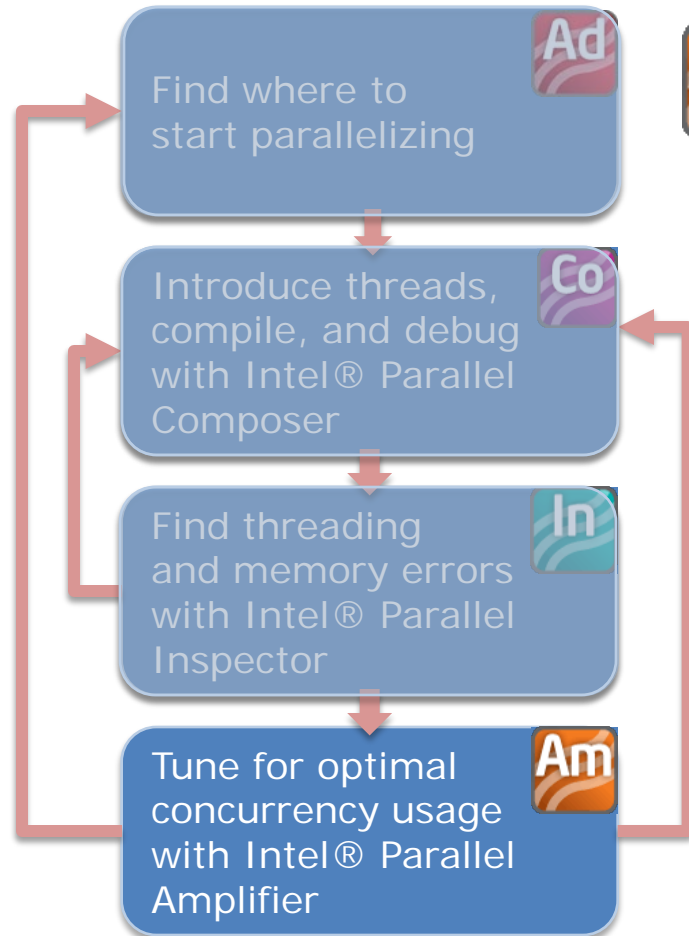 Ad
Find where to
start parallelizing
Co
Introduce threads,
compile, and debug
with Intel® Parallel
Composer
In
Find threading
and memory errors
with Intel® Parallel
Inspector
Am
Tune for optimal
concurrency usage
with Intel® Parallel
Amplifier